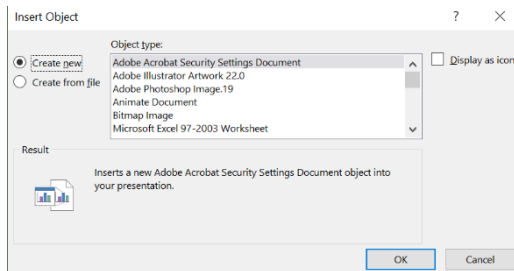 Insert Object
?
Object type:
Create new
Create from file
Adobe Acrobat Security Settings Document
Adobe Illustrator Artwork 22.0
Adobe Photoshop Image.19
Animate Document
Bitmap Image
Microsoft Excel 97-2003 Worksheet
Display as icon
Result
Inserts a new Adobe Acrobat Security Settings Document object into
your presentation.
OK
Cancel